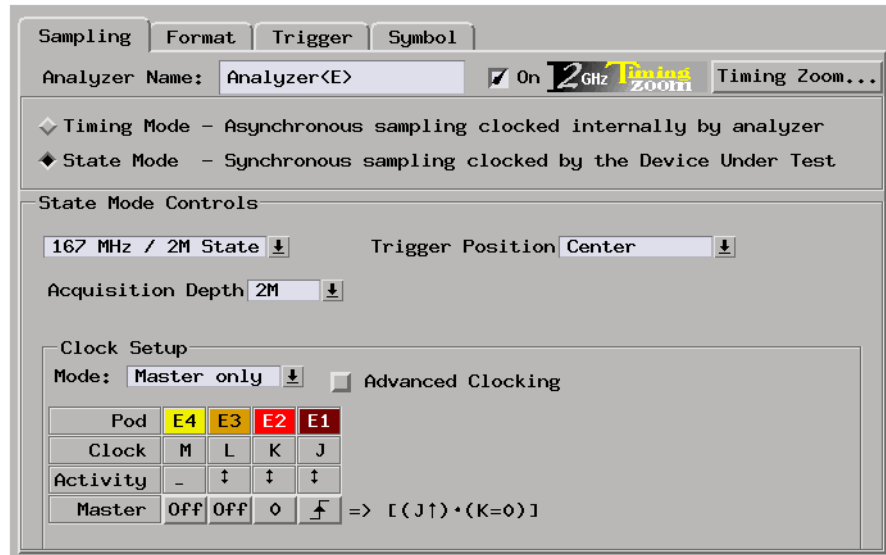 Sampling Format Trigger Symbol
Analyzer Name: Analyzer<E> On 2GHz Timing zoom Timing Zoom...
Timing Mode – Asynchronous sampling clocked internally by analyzer
State Mode – Synchronous sampling clocked by the Device Under Test
State Mode Controls
167 MHz / 2M State Trigger Position Center
Acquisition Depth 2M
Clock Setup
Mode: Master only Advanced Clocking
Pod E4 E3 E2 E1
Clock M L K J
Activity – ↕ ↕ ↕
Master Off Off 0 => [(J↑)·(K=0)]